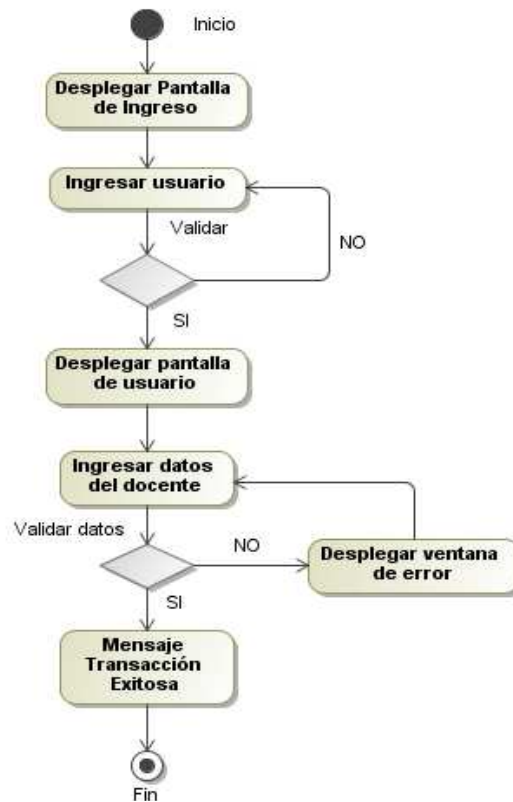 Inicio
Desplegar Pantalla
de Ingreso
Ingresar usuario
Validar
NO
SI
Desplegar pantalla
de usuario
Ingresar datos
del docente
Validar datos
NO
Desplegar ventana
de error
SI
Mensaje
Transacción
Exitosa
Fin